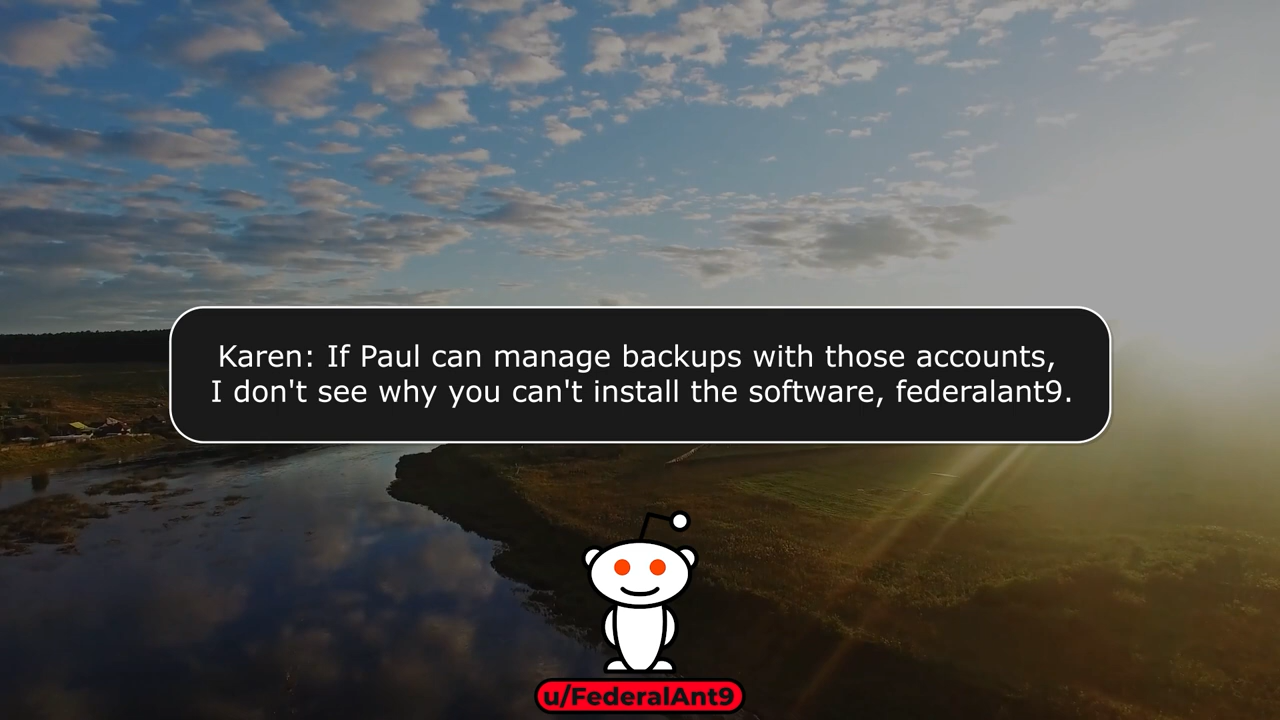 Karen: If Paul can manage backups with those accounts,
I don't see why you can't install the software, federalant9.
u/FederalAnt9